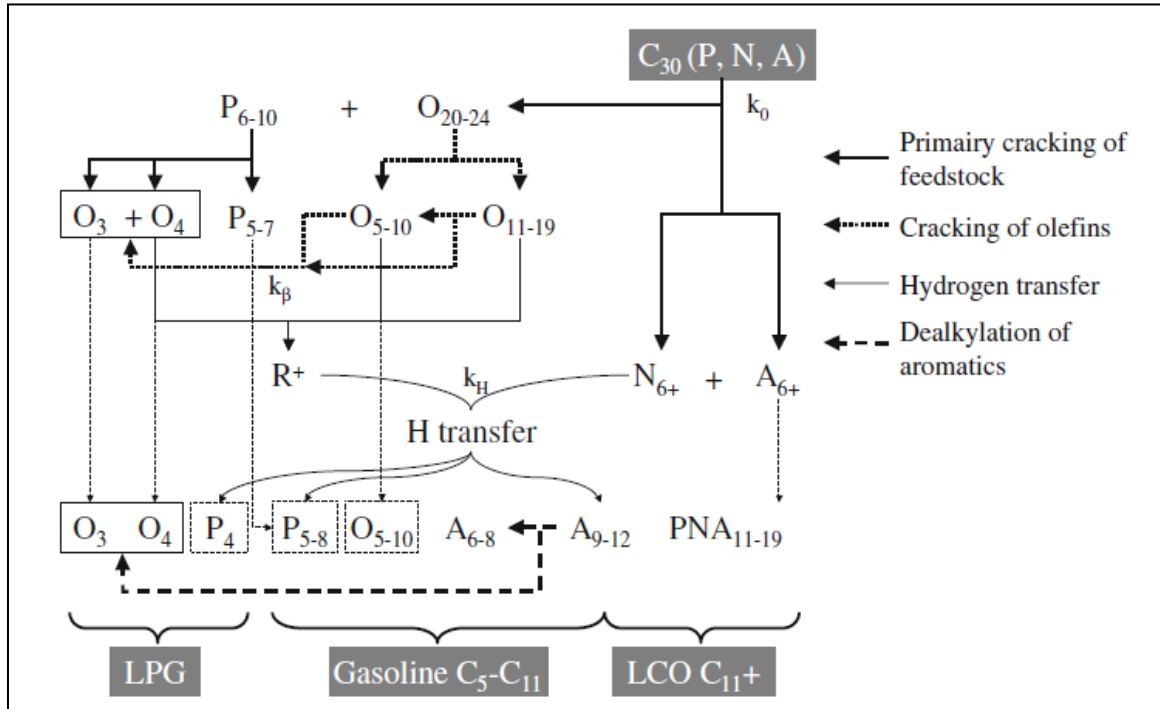 C30 (P, N, A)
P6-10 + O20-24
k0
Primairy cracking of
feedstock
O3 + O4 P5-7 O5-10 O11-19
Cracking of olefins
kβ
Hydrogen transfer
Dealkylation of
aromatics
R+ kH N6+ + A6+
H transfer
O3 O4 P4 P5-8 O5-10 A6-8 A9-12 PNA11-19
LPG Gasoline C5-C11 LCO C11+